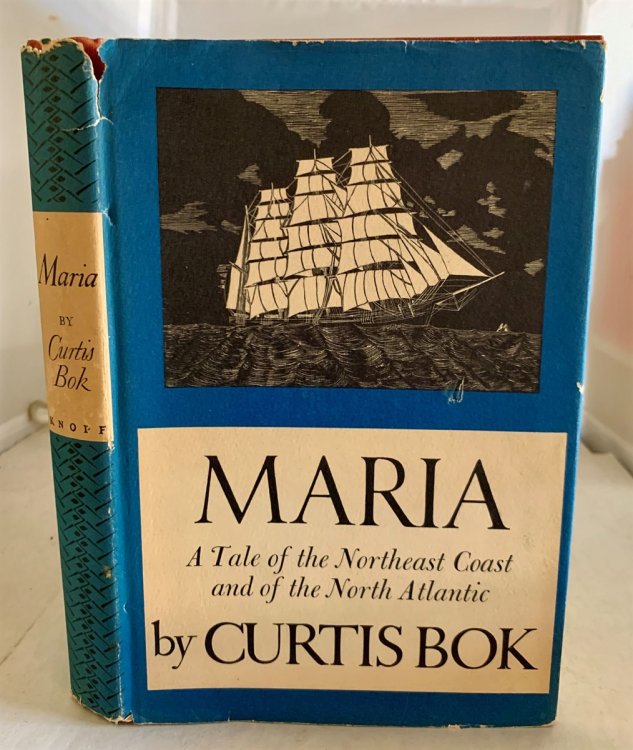 Maria
BY
Curtis
Bok
KNOPF
MARIA
A Tale of the Northeast Coast
and of the North Atlantic
by CURTIS BOK